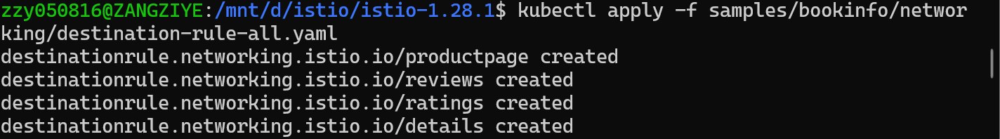 zzy050816@ZANGZIYE:/mnt/d/istio/istio-1.28.1$ kubectl apply -f samples/bookinfo/networ
king/destination-rule-all.yaml
destinationrule.networking.istio.io/productpage created
destinationrule.networking.istio.io/reviews created
destinationrule.networking.istio.io/ratings created
destinationrule.networking.istio.io/details created